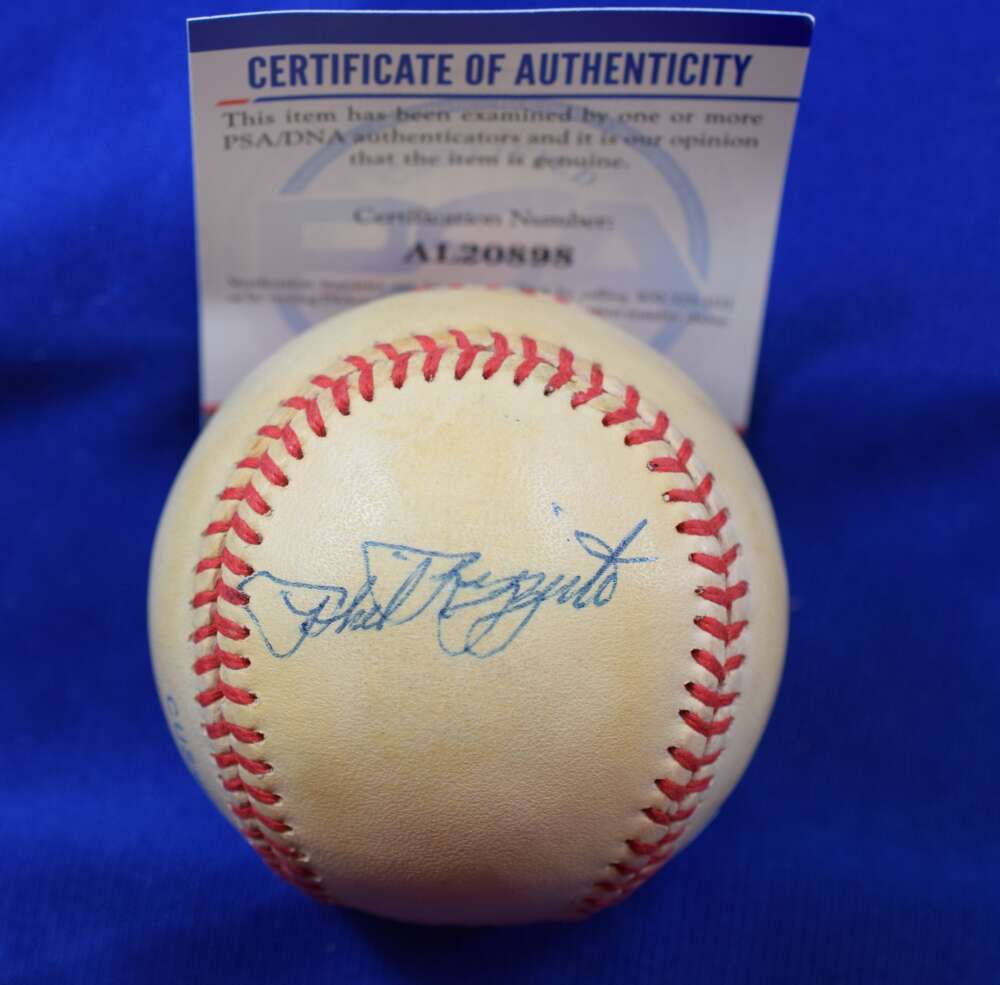 CERTIFICATE OF AUTHENTICITY
This item has been examined by one or more
PSA/DNA authenticators and it is our opinion
that the item is genuine.
Certification Number:
AL20898
Phil Rizzuto